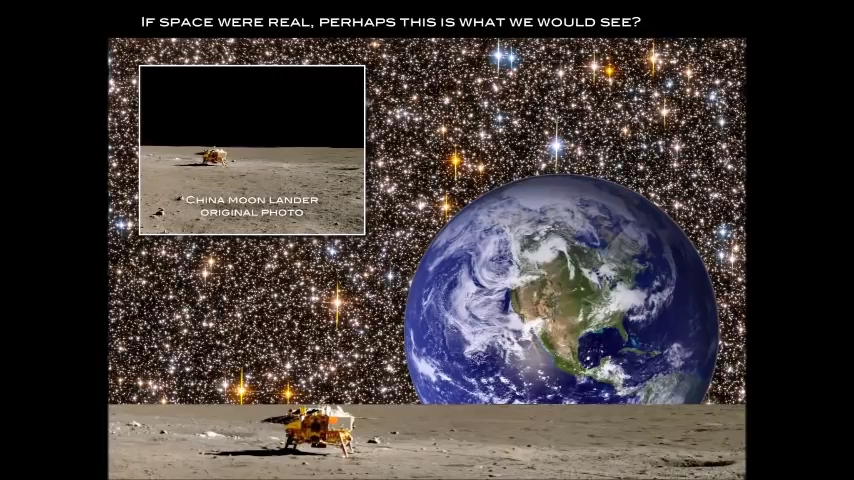 If space were real, perhaps this is what we would see?
*China moon lander
original photo